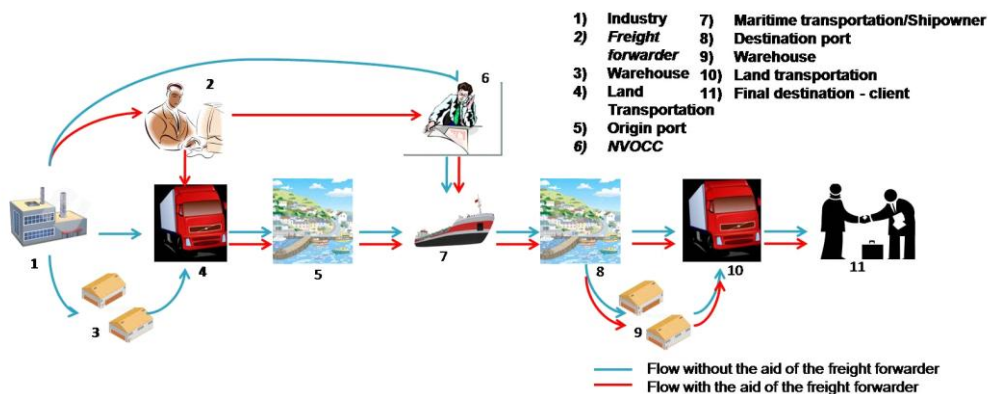 1) Industry
2) Freight
forwarder
3) Warehouse
4) Land
Transportation
5) Origin port
6) NVOCC
7) Maritime transportation/Shipowner
8) Destination port
9) Warehouse
10) Land transportation
11) Final destination - client
2
6
1
4
5
7
8
10
11
3
9
Flow without the aid of the freight forwarder
Flow with the aid of the freight forwarder